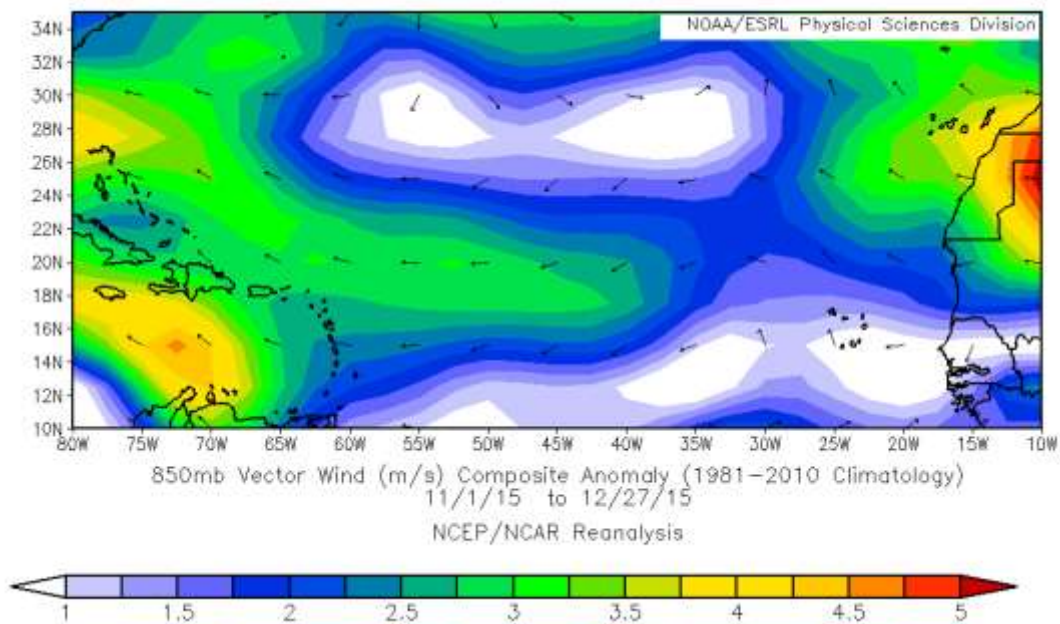 NOAA/ESRL Physical Sciences Division
34N
32N
30N
28N
26N
24N
22N
20N
18N
16N
14N
12N
10N
80W 75W 70W 65W 60W 55W 50W 45W 40W 35W 30W 25W 20W 15W 10W
850mb Vector Wind (m/s) Composite Anomaly (1981-2010 Climatology)
11/1/15 to 12/27/15
NCEP/NCAR Reanalysis
1 1.5 2 2.5 3 3.5 4 4.5 5